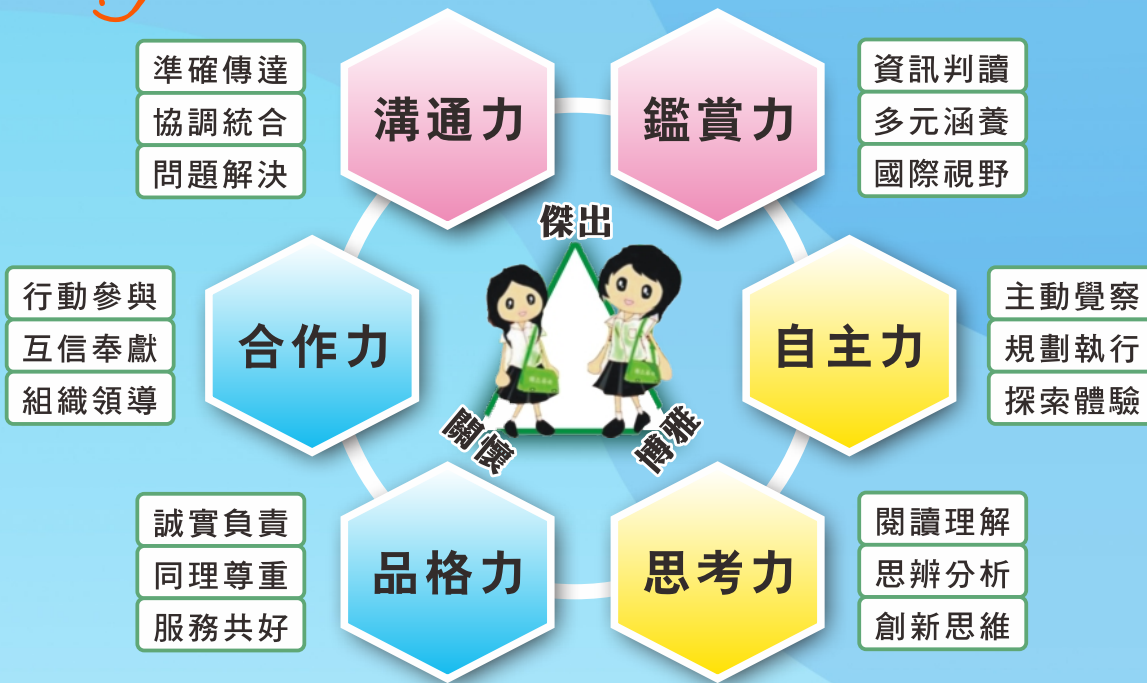 準確傳達
協調統合
問題解決
溝通力
鑑賞力
資訊判讀
多元涵養
國際視野
傑出
行動參與
互信奉獻
組織領導
合作力
自主力
主動覺察
規劃執行
探索體驗
關懷
博雅
誠實負責
同理尊重
服務共好
品格力
思考力
閱讀理解
思辨分析
創新思維